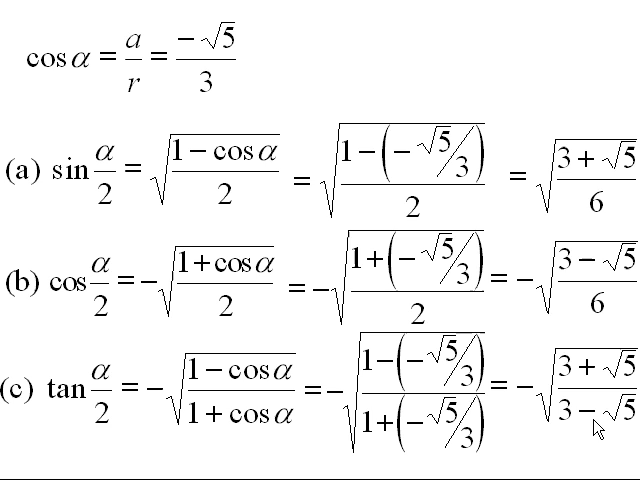 cos α = a/r = −√5/3
(a) sin α/2 = √((1 − cos α)/2) = √((1 − (−√5/3))/2) = √((3 + √5)/6)
(b) cos α/2 = −√((1 + cos α)/2) = −√((1 + (−√5/3))/2) = −√((3 − √5)/6)
(c) tan α/2 = −√((1 − cos α)/(1 + cos α)) = −√((1 − (−√5/3))/(1 + (−√5/3))) = −√((3 + √5)/(3 − √5))